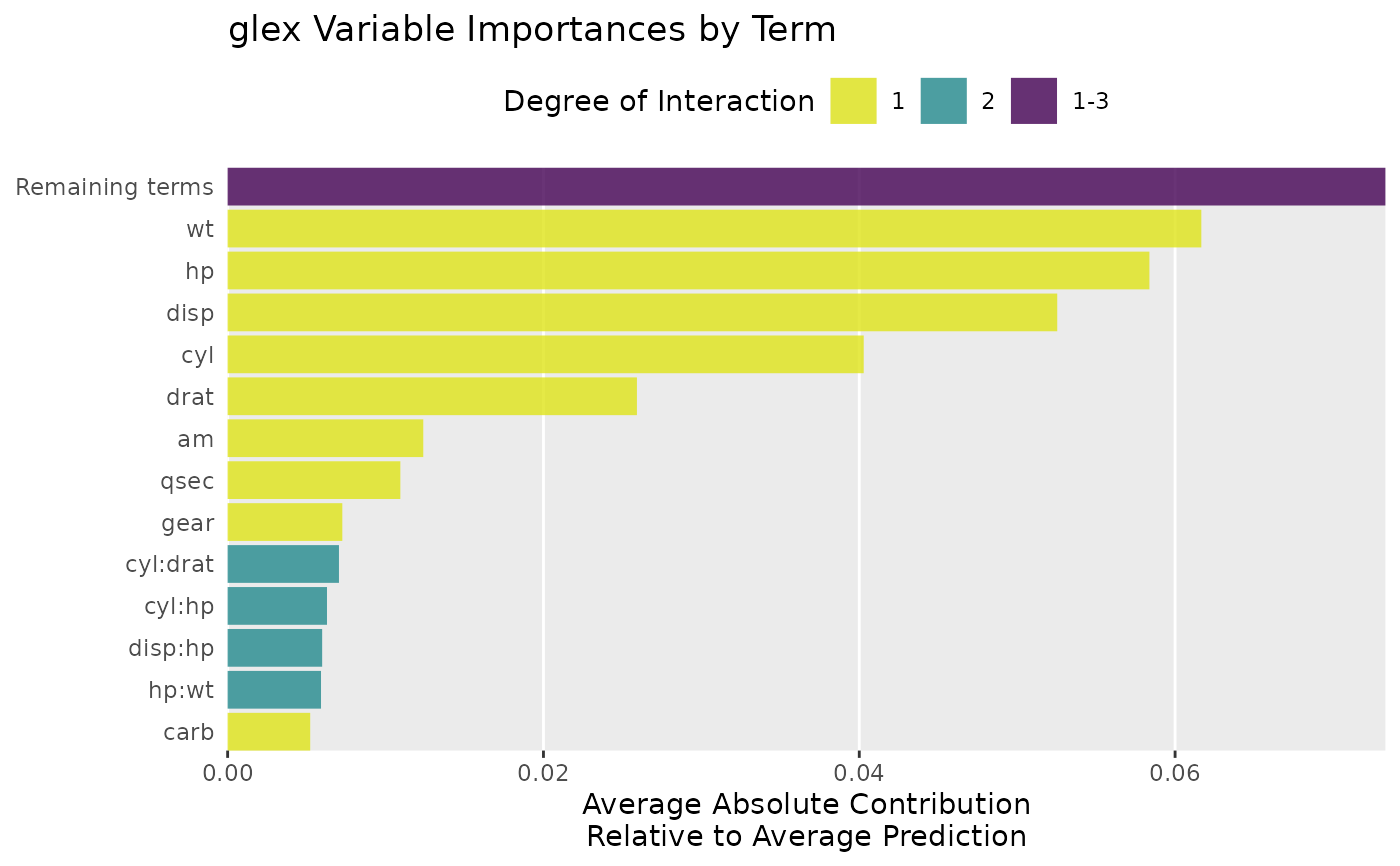 glex Variable Importances by Term
Degree of Interaction 1 2 1-3
Remaining terms
wt
hp
disp
cyl
drat
am
qsec
gear
cyl:drat
cyl:hp
disp:hp
hp:wt
carb
0.00 0.02 0.04 0.06
Average Absolute Contribution
Relative to Average Prediction